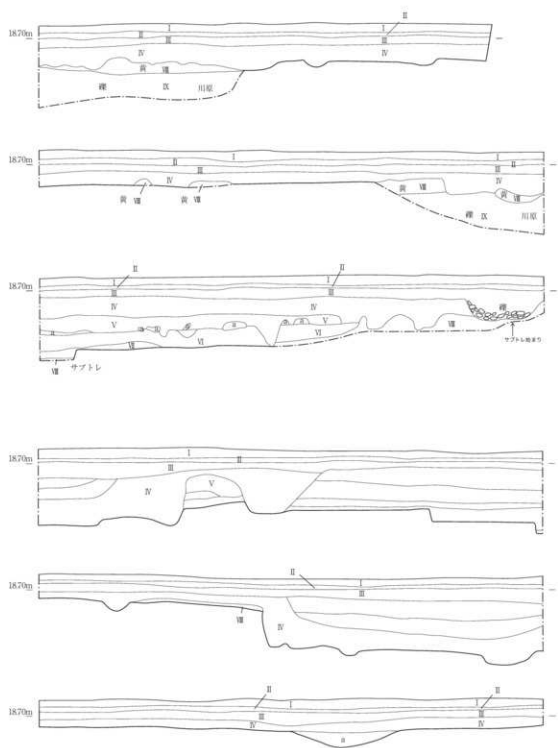 Ⅱ
18.70m Ⅱ Ⅰ Ⅰ
Ⅲ Ⅲ
Ⅳ Ⅳ
黄 Ⅷ
礫 Ⅸ 川原
18.70m Ⅰ Ⅰ
Ⅱ Ⅱ
Ⅲ Ⅲ
Ⅳ Ⅳ
黄 Ⅷ 黄 Ⅷ 黄 Ⅷ 黄 Ⅷ
礫 Ⅸ 川原
Ⅱ Ⅱ
18.70m Ⅰ Ⅰ
Ⅲ Ⅲ
Ⅳ Ⅳ 礫
Ⅴ a Ⅴ
a Ⅵ Ⅷ
Ⅶ Ⅵ サブトレ始まり
Ⅷ サブトレ
Ⅰ
18.70m Ⅱ
Ⅲ
Ⅳ Ⅴ
Ⅱ
18.70m Ⅰ
Ⅲ
Ⅷ Ⅳ
Ⅱ Ⅱ
18.70m Ⅰ Ⅰ
Ⅲ Ⅲ
Ⅳ Ⅳ
a